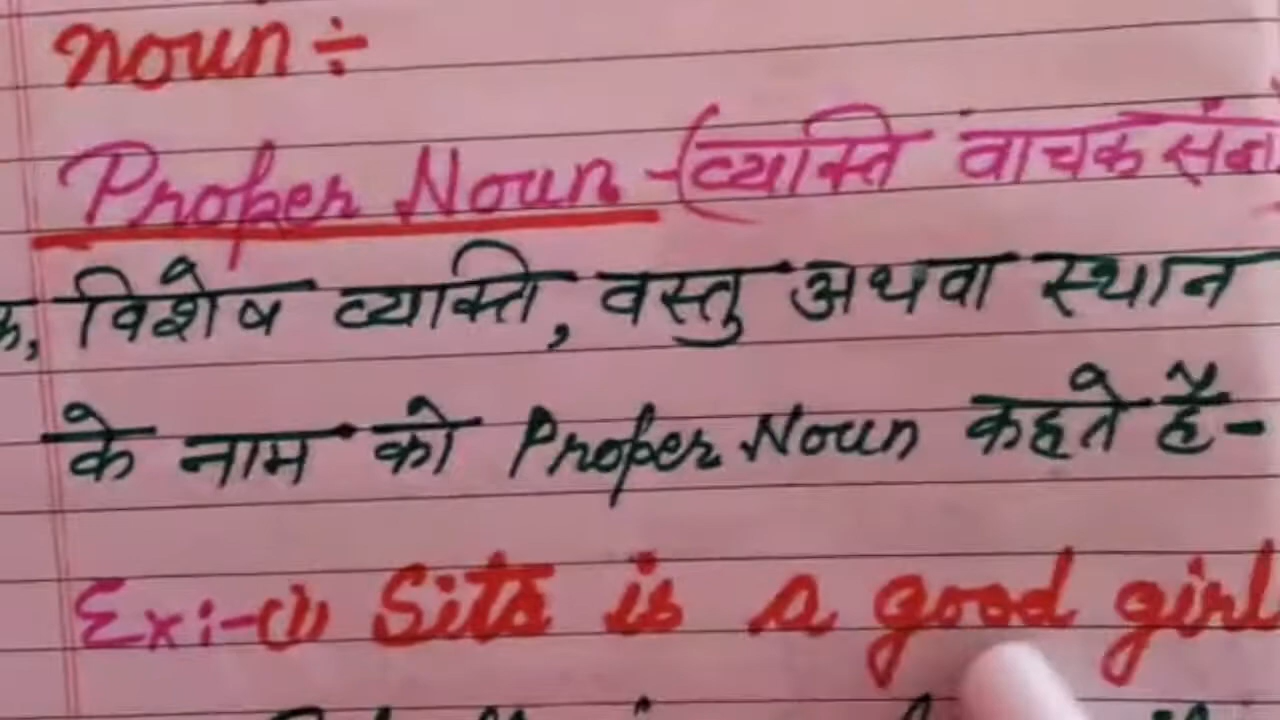 noun ÷
Proper Noun - (व्यक्ति वाचक संज्ञा
क, विशेष व्यक्ति, वस्तु अथवा स्थान
के नाम को Proper Noun कहते है-
Ex:-(1) Sita is a good girl